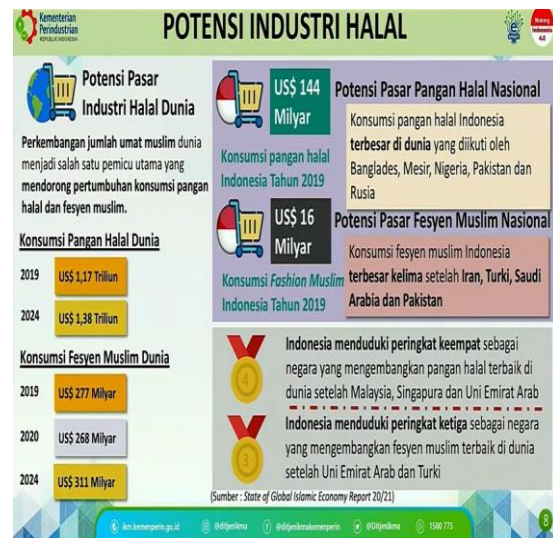 Kementerian
Perindustrian
REPUBLIK INDONESIA
POTENSI INDUSTRI HALAL
Making
Indonesia
4.0
Potensi Pasar
Industri Halal Dunia
Perkembangan jumlah umat muslim dunia
menjadi salah satu pemicu utama yang
mendorong pertumbuhan konsumsi pangan
halal dan fesyen muslim.
Konsumsi Pangan Halal Dunia
2019 US$ 1,17 Triliun
2024 US$ 1,38 Triliun
Konsumsi Fesyen Muslim Dunia
2019 US$ 277 Milyar
2020 US$ 268 Milyar
2024 US$ 311 Milyar
US$ 144
Milyar
Konsumsi pangan halal
Indonesia Tahun 2019
Potensi Pasar Pangan Halal Nasional
Konsumsi pangan halal Indonesia
terbesar di dunia yang diikuti oleh
Banglades, Mesir, Nigeria, Pakistan dan
Rusia
US$ 16
Milyar
Konsumsi Fashion Muslim
Indonesia Tahun 2019
Potensi Pasar Fesyen Muslim Nasional
Konsumsi fesyen muslim Indonesia
terbesar kelima setelah Iran, Turki, Saudi
Arabia dan Pakistan
4
Indonesia menduduki peringkat keempat sebagai
negara yang mengembangkan pangan halal terbaik di
dunia setelah Malaysia, Singapura dan Uni Emirat Arab
3
Indonesia menduduki peringkat ketiga sebagai negara
yang mengembangkan fesyen muslim terbaik di dunia
setelah Uni Emirat Arab dan Turki
(Sumber : State of Global Islamic Economy Report 20/21)
ikm.kemenperin.go.id @ditjenikma @ditjenikmakemenperin @Ditjenikma 1500 775
8